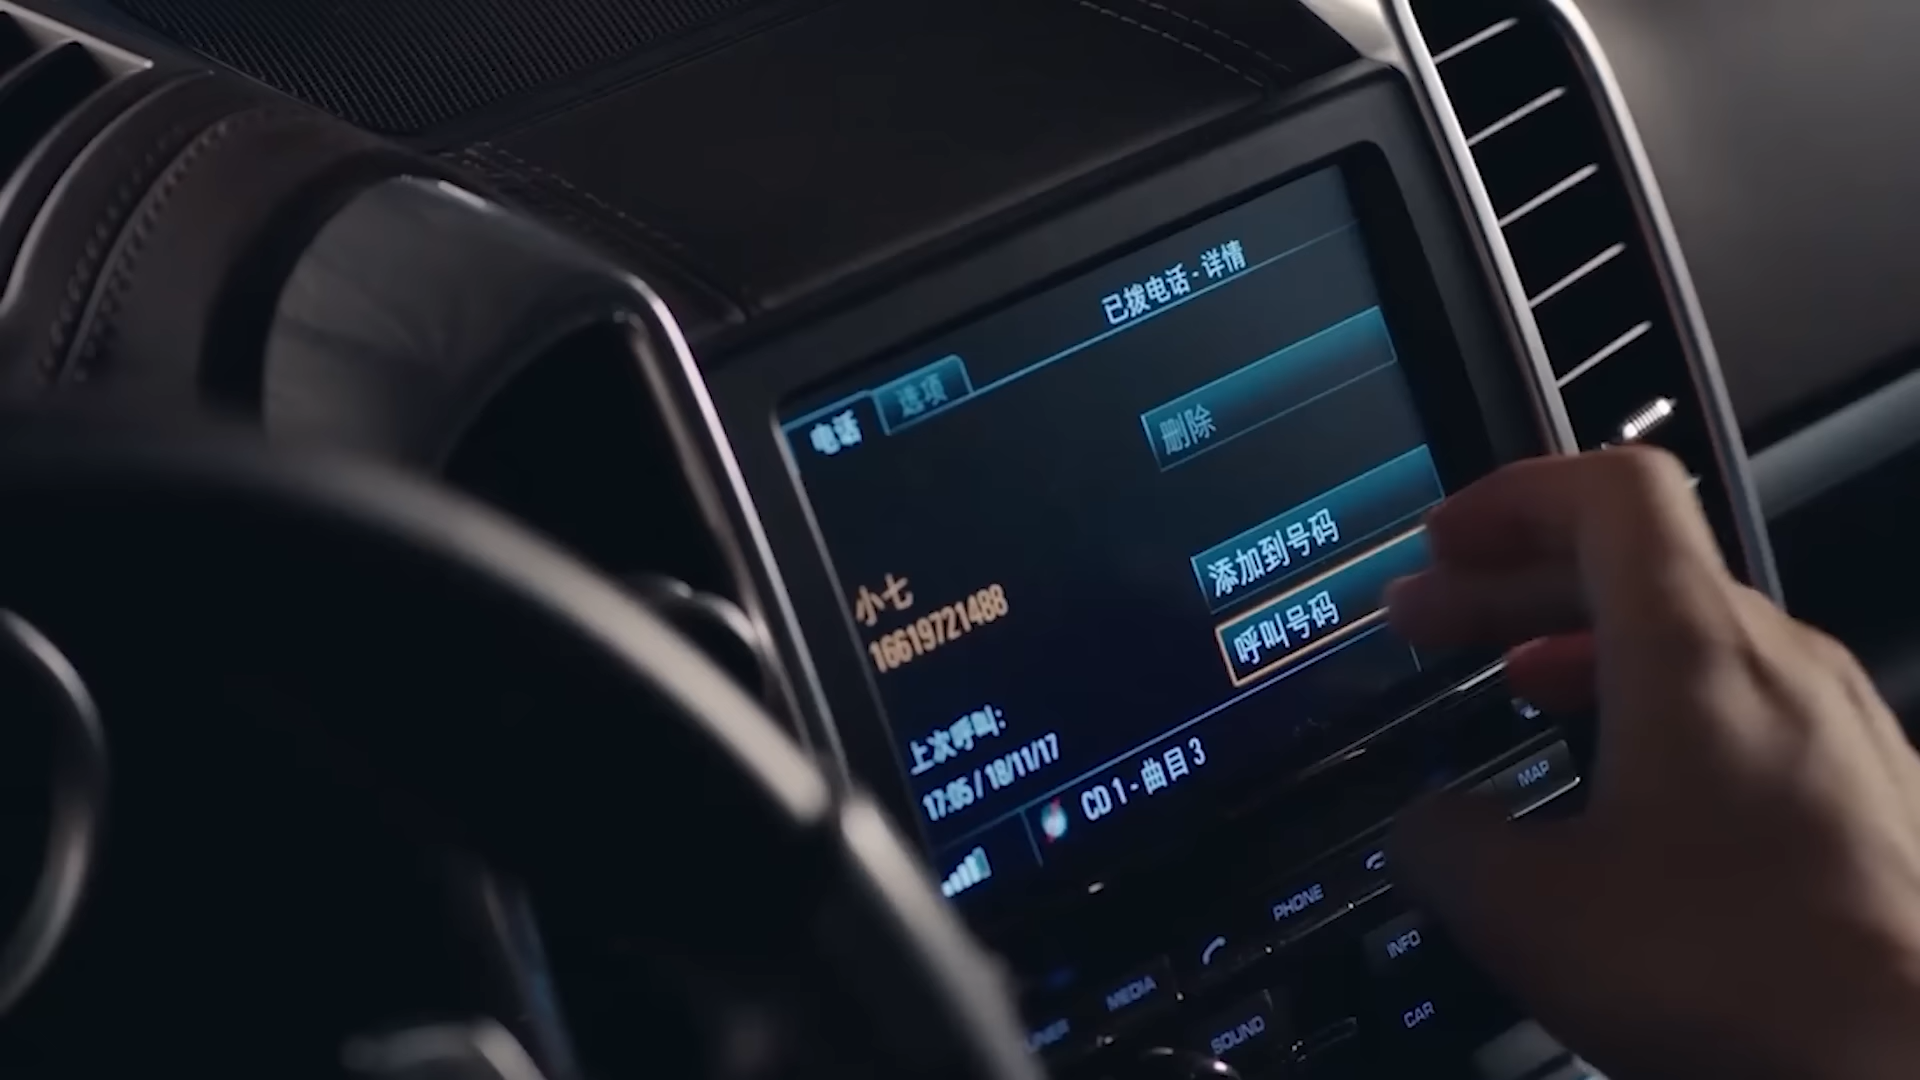 已拨电话 - 详情
电话
选项
删除
添加到号码
呼叫号码
小七
16619721488
上次呼叫:
17:05 / 18/11/17
CD 1 - 曲目 3
MAP
PHONE
INFO
MEDIA
SOUND
CAR